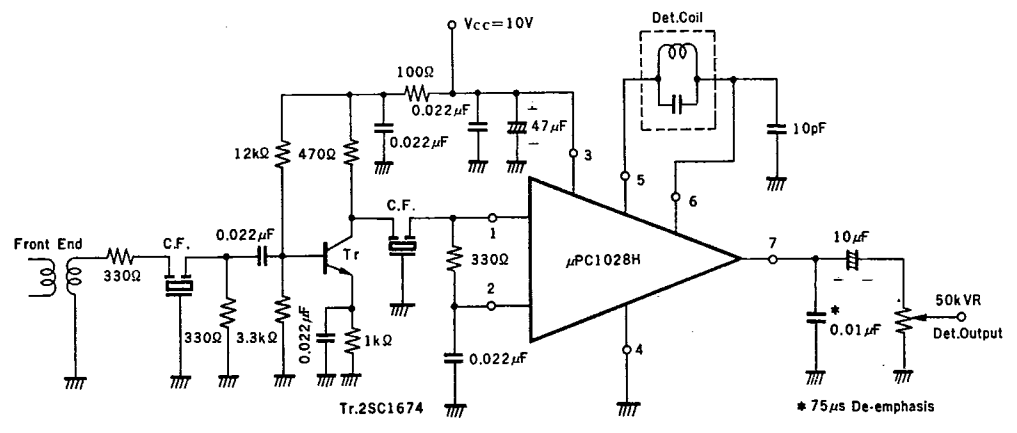 Det.Coil
Vcc=10V
100Ω
0.022μF
47μF
0.022μF
10pF
12kΩ
470Ω
3
5
6
C.F.
Front End
C.F.
0.022μF
Tr
1
330Ω
330Ω
μPC1028H
7
10μF
2
50kVR
330Ω
3.3kΩ
0.022μF
1kΩ
0.022μF
4
*
0.01μF
Det.Output
Tr.2SC1674
* 75μs De-emphasis